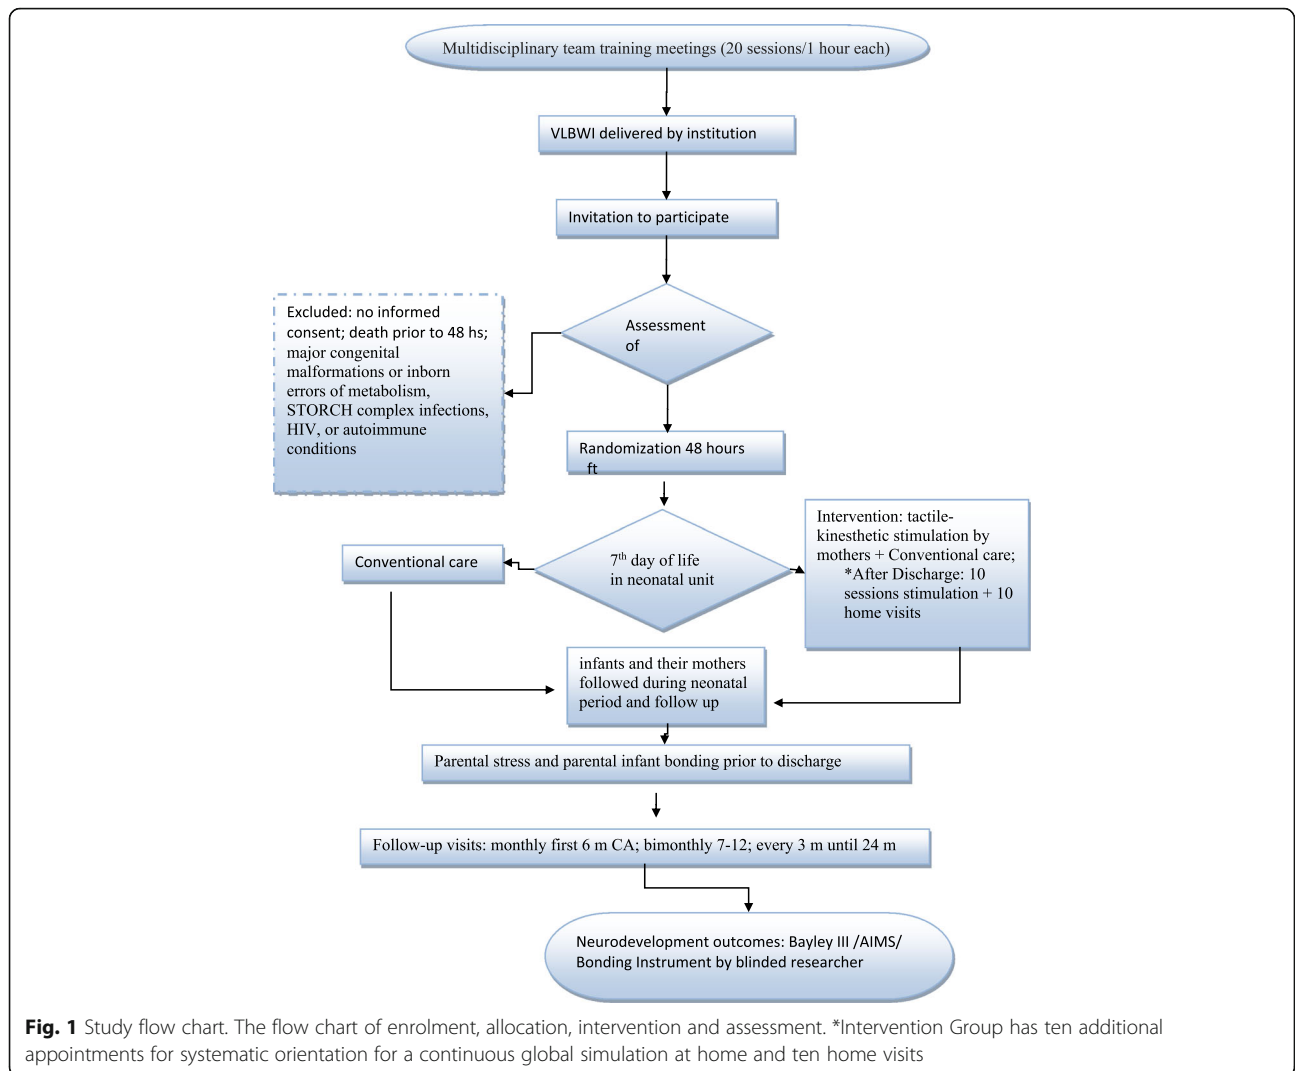 Multidisciplinary team training meetings (20 sessions/1 hour each)
VLBWI delivered by institution
Invitation to participate
Assessment
of
Excluded: no informed
consent; death prior to 48 hs;
major congenital
malformations or inborn
errors of metabolism,
STORCH complex infections,
HIV, or autoimmune
conditions
Randomization 48 hours
ft
7th day of life
in neonatal unit
Conventional care
Intervention: tactile-
kinesthetic stimulation by
mothers + Conventional care;
*After Discharge: 10
sessions stimulation + 10
home visits
infants and their mothers
followed during neonatal
period and follow up
Parental stress and parental infant bonding prior to discharge
Follow-up visits: monthly first 6 m CA; bimonthly 7-12; every 3 m until 24 m
Neurodevelopment outcomes: Bayley III /AIMS/
Bonding Instrument by blinded researcher
Fig. 1 Study flow chart. The flow chart of enrolment, allocation, intervention and assessment. *Intervention Group has ten additional
appointments for systematic orientation for a continuous global simulation at home and ten home visits